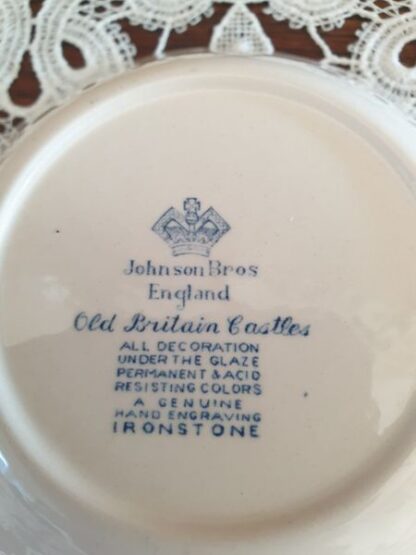 Johnson Bros
England
Old Britain Castles
ALL DECORATION
UNDER THE GLAZE
PERMANENT & ACID
RESISTING COLORS
A GENUINE
HAND ENGRAVING
IRONSTONE